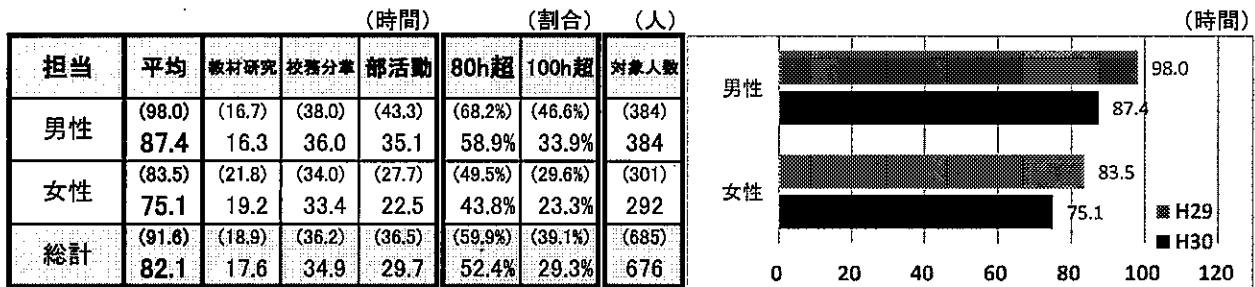 (時間) (割合) (人)
担当 平均 教材研究 校務分掌 部活動 80h超 100h超 対象人数
男性 (98.0) (16.7) (38.0) (43.3) (68.2%) (46.6%) (384)
87.4 16.3 36.0 35.1 58.9% 33.9% 384
女性 (83.5) (21.8) (34.0) (27.7) (49.5%) (29.6%) (301)
75.1 19.2 33.4 22.5 43.8% 23.3% 292
総計 (91.6) (18.9) (36.2) (36.5) (59.9%) (39.1%) (685)
82.1 17.6 34.9 29.7 52.4% 29.3% 676
(時間)
男性
98.0
87.4
女性
83.5
75.1
H29
H30
0 20 40 60 80 100 120